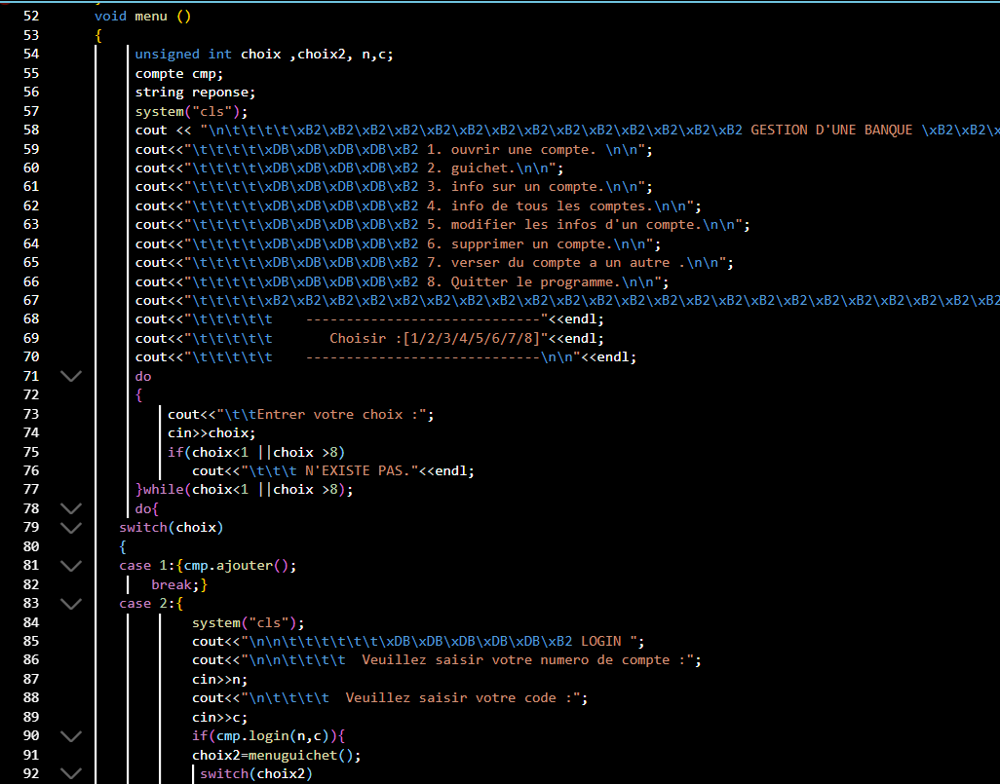 52 void menu ()
53 {
54 unsigned int choix ,choix2, n,c;
55 compte cmp;
56 string reponse;
57 system("cls");
58 cout << "\n\t\t\t\t\xB2\xB2\xB2\xB2\xB2\xB2\xB2\xB2\xB2\xB2\xB2\xB2\xB2\xB2 GESTION D'UNE BANQUE \xB2\xB2\x
59 cout<<"\t\t\t\t\xDB\xDB\xDB\xDB\xB2 1. ouvrir une compte. \n\n";
60 cout<<"\t\t\t\t\xDB\xDB\xDB\xDB\xB2 2. guichet.\n\n";
61 cout<<"\t\t\t\t\xDB\xDB\xDB\xDB\xB2 3. info sur un compte.\n\n";
62 cout<<"\t\t\t\t\xDB\xDB\xDB\xDB\xB2 4. info de tous les comptes.\n\n";
63 cout<<"\t\t\t\t\xDB\xDB\xDB\xDB\xB2 5. modifier les infos d'un compte.\n\n";
64 cout<<"\t\t\t\t\xDB\xDB\xDB\xDB\xB2 6. supprimer un compte.\n\n";
65 cout<<"\t\t\t\t\xDB\xDB\xDB\xDB\xB2 7. verser du compte a un autre .\n\n";
66 cout<<"\t\t\t\t\xDB\xDB\xDB\xDB\xB2 8. Quitter le programme.\n\n";
67 cout<<"\t\t\t\t\xB2\xB2\xB2\xB2\xB2\xB2\xB2\xB2\xB2\xB2\xB2\xB2\xB2\xB2\xB2\xB2\xB2\xB2\xB2\xB2\xB2\xB2\xB2
68 cout<<"\t\t\t\t\t    -----------------------------"<<endl;
69 cout<<"\t\t\t\t\t       Choisir :[1/2/3/4/5/6/7/8]"<<endl;
70 cout<<"\t\t\t\t\t    -----------------------------\n\n"<<endl;
71 do
72 {
73 cout<<"\t\tEntrer votre choix :";
74 cin>>choix;
75 if(choix<1 ||choix >8)
76 cout<<"\t\t\t N'EXISTE PAS."<<endl;
77 }while(choix<1 ||choix >8);
78 do{
79 switch(choix)
80 {
81 case 1:{cmp.ajouter();
82 break;}
83 case 2:{
84 system("cls");
85 cout<<"\n\n\t\t\t\t\t\t\xDB\xDB\xDB\xDB\xDB\xB2 LOGIN ";
86 cout<<"\n\n\t\t\t\t  Veuillez saisir votre numero de compte :";
87 cin>>n;
88 cout<<"\n\t\t\t\t  Veuillez saisir votre code :";
89 cin>>c;
90 if(cmp.login(n,c)){
91 choix2=menuguichet();
92 switch(choix2)